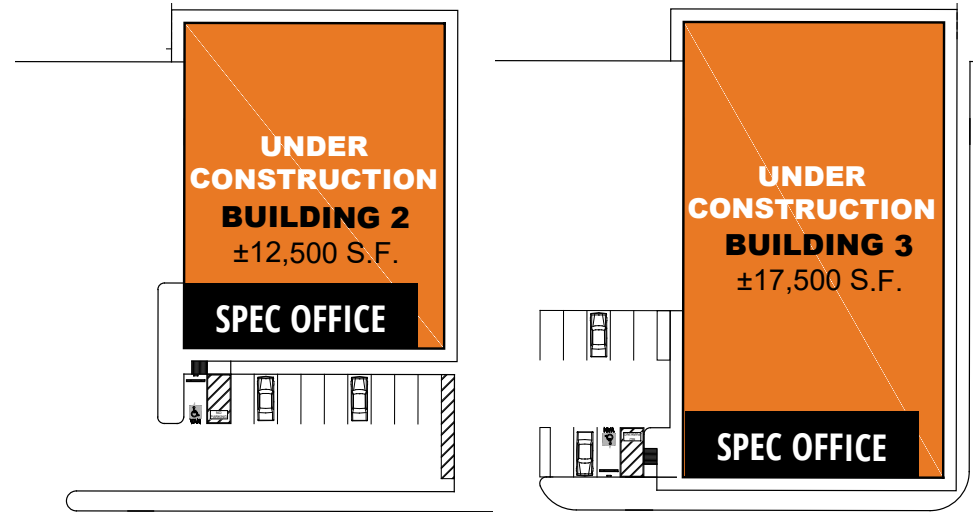 UNDER
CONSTRUCTION
BUILDING 2
±12,500 S.F.
SPEC OFFICE
UNDER
CONSTRUCTION
BUILDING 3
±17,500 S.F.
SPEC OFFICE